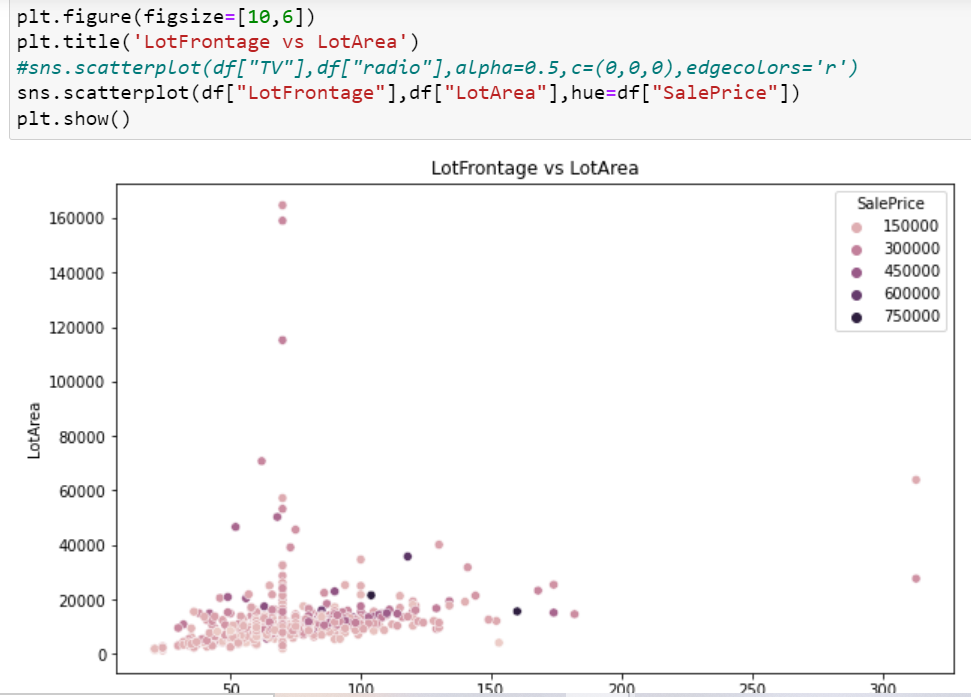 plt.figure(figsize=[10,6])
plt.title('LotFrontage vs LotArea')
#sns.scatterplot(df["TV"],df["radio"],alpha=0.5,c=(0,0,0),edgecolors='r')
sns.scatterplot(df["LotFrontage"],df["LotArea"],hue=df["SalePrice"])
plt.show()
LotFrontage vs LotArea
SalePrice
150000
300000
450000
600000
750000
160000
140000
120000
100000
80000
60000
40000
20000
0
LotArea
50
100
150
200
250
300